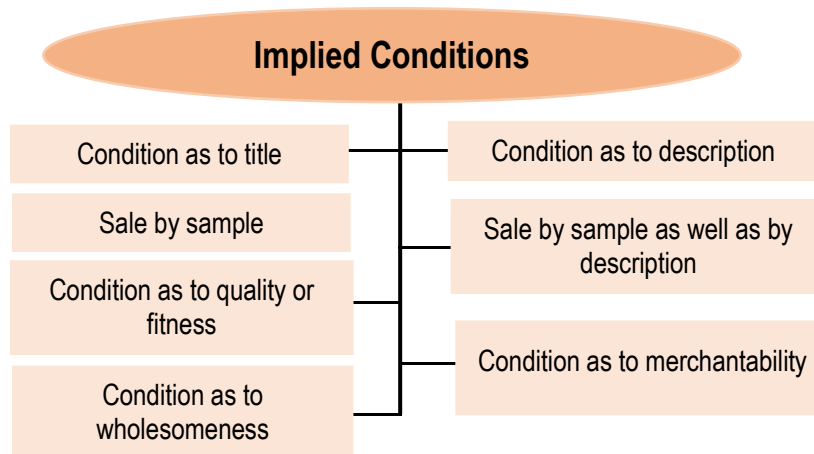 Implied Conditions
Condition as to title
Condition as to description
Sale by sample
Sale by sample as well as by
description
Condition as to quality or
fitness
Condition as to merchantability
Condition as to
wholesomeness